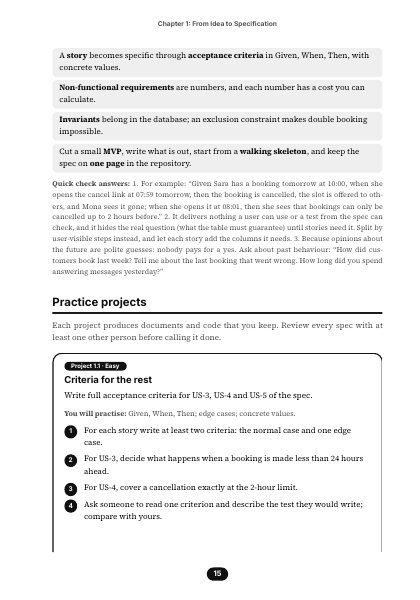 Chapter 1: From Idea to Specification
A story becomes specific through acceptance criteria in Given, When, Then, with
concrete values.
Non-functional requirements are numbers, and each number has a cost you can
calculate.
Invariants belong in the database; an exclusion constraint makes double booking
impossible.
Cut a small MVP, write what is out, start from a walking skeleton, and keep the
spec on one page in the repository.
Quick check answers: 1. For example: “Given Sara has a booking tomorrow at 10:00, when she
opens the cancel link at 07:59 tomorrow, then the booking is cancelled, the slot is offered to oth-
ers, and Mona sees it gone; when she opens it at 08:01, then she sees that bookings can only be
cancelled up to 2 hours before.” 2. It delivers nothing a user can use or a test from the spec can
check, and it hides the real question (what the table must guarantee) until stories need it. Split by
user-visible steps instead, and let each story add the columns it needs. 3. Because opinions about
the future are polite guesses: nobody pays for a yes. Ask about past behaviour: “How did cus-
tomers book last week? Tell me about the last booking that went wrong. How long did you spend
answering messages yesterday?”
Practice projects
Each project produces documents and code that you keep. Review every spec with at
least one other person before calling it done.
Project 1.1 · Easy
Criteria for the rest
Write full acceptance criteria for US-3, US-4 and US-5 of the spec.
You will practise: Given, When, Then; edge cases; concrete values.
1 For each story write at least two criteria: the normal case and one edge
case.
2 For US-3, decide what happens when a booking is made less than 24 hours
ahead.
3 For US-4, cover a cancellation exactly at the 2-hour limit.
4 Ask someone to read one criterion and describe the test they would write;
compare with yours.
15